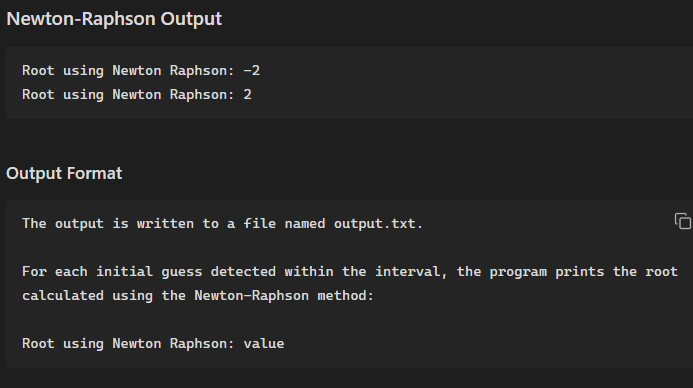 Newton-Raphson Output
Root using Newton Raphson: -2
Root using Newton Raphson: 2
Output Format
The output is written to a file named output.txt.
For each initial guess detected within the interval, the program prints the root
calculated using the Newton-Raphson method:
Root using Newton Raphson: value